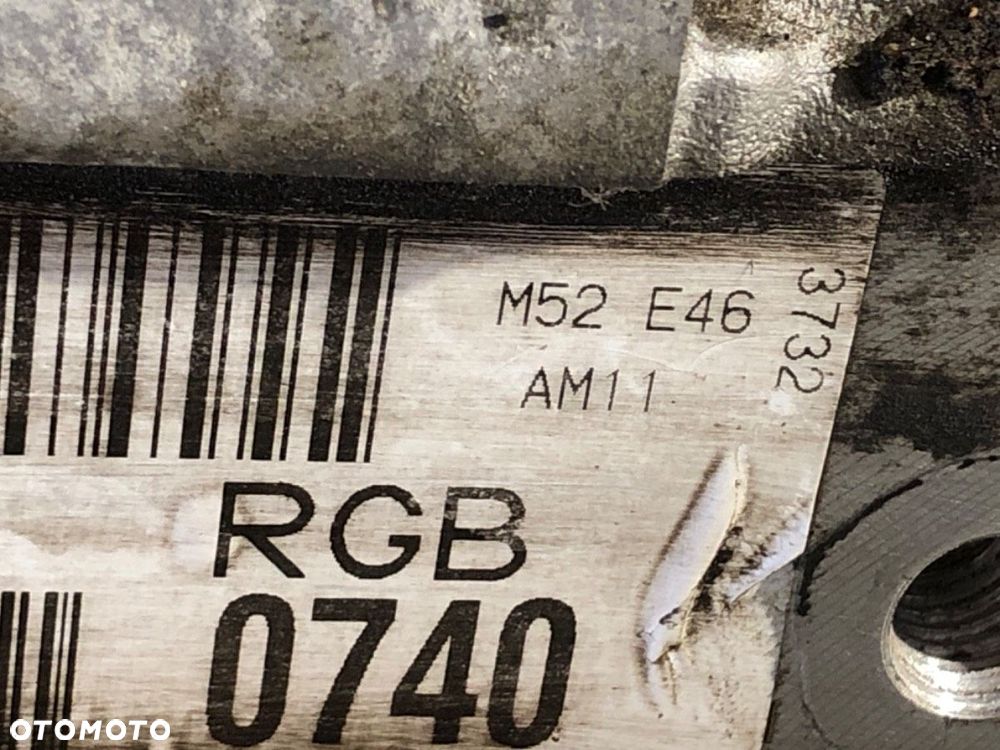 M52 E46
AM11
3732
RGB
0740
OTOMOTO